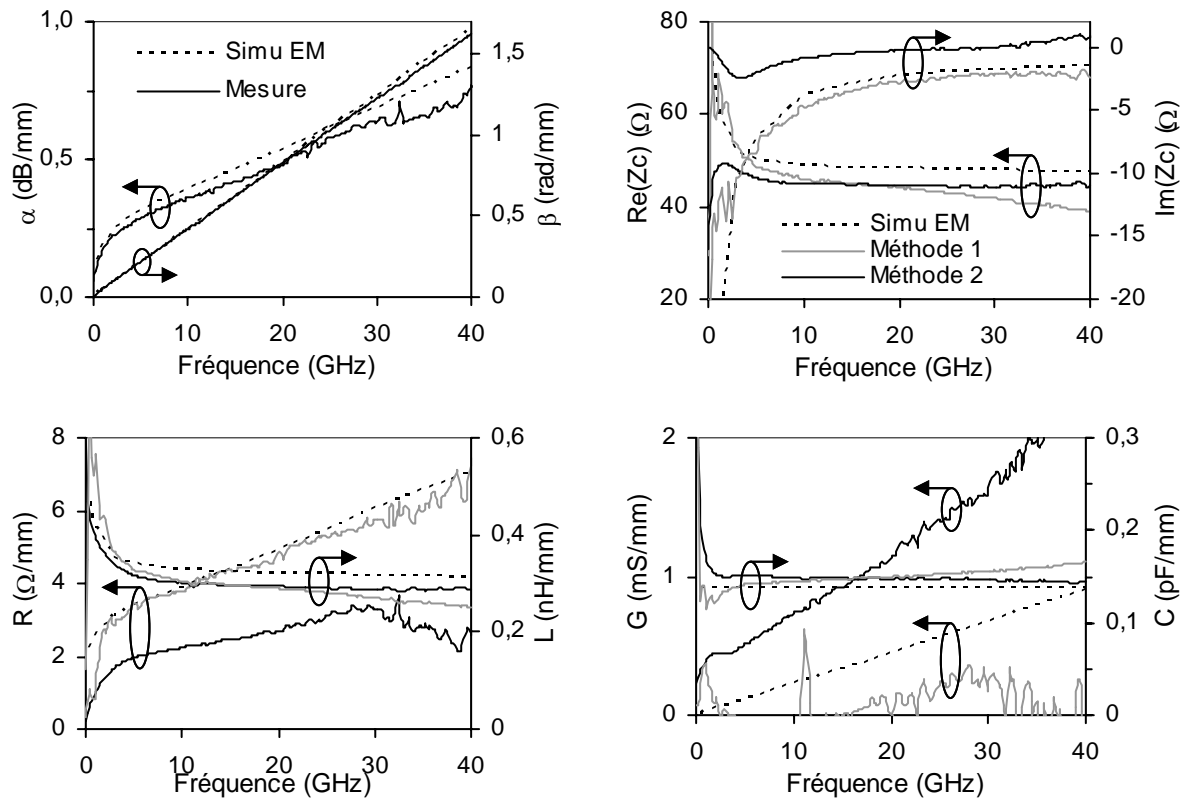 1,0
0,5
0,0
α (dB/mm)
Simu EM
Mesure
1,5
1
0,5
0
β (rad/mm)
0 10 20 30 40
Fréquence (GHz)
80
60
40
20
Re(Zc) (Ω)
Simu EM
Méthode 1
Méthode 2
0
-5
-10
-15
-20
Im(Zc) (Ω)
0 10 20 30 40
Fréquence (GHz)
8
6
4
2
0
R (Ω/mm)
0,6
0,4
0,2
0
L (nH/mm)
0 10 20 30 40
Fréquence (GHz)
2
1
0
G (mS/mm)
0,3
0,2
0,1
0
C (pF/mm)
0 10 20 30 40
Fréquence (GHz)